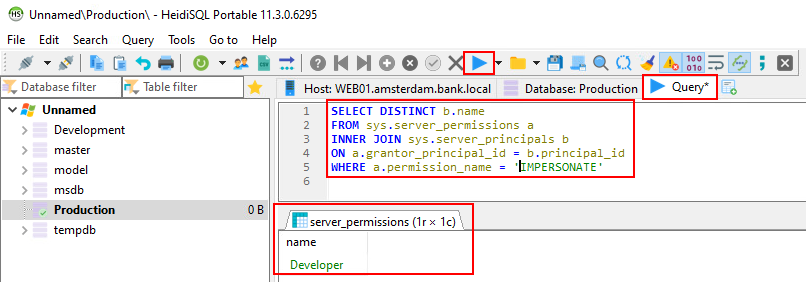 Unnamed\Production\ - HeidiSQL Portable 11.3.0.6295
File Edit Search Query Tools Go to Help
Database filter
Table filter
Host: WEB01.amsterdam.bank.local
Database: Production
Query*
Unnamed
Development
master
model
msdb
Production 0 B
tempdb
1 SELECT DISTINCT b.name
2 FROM sys.server_permissions a
3 INNER JOIN sys.server_principals b
4 ON a.grantor_principal_id = b.principal_id
5 WHERE a.permission_name = 'IMPERSONATE'
6
server_permissions (1r × 1c)
name
Developer